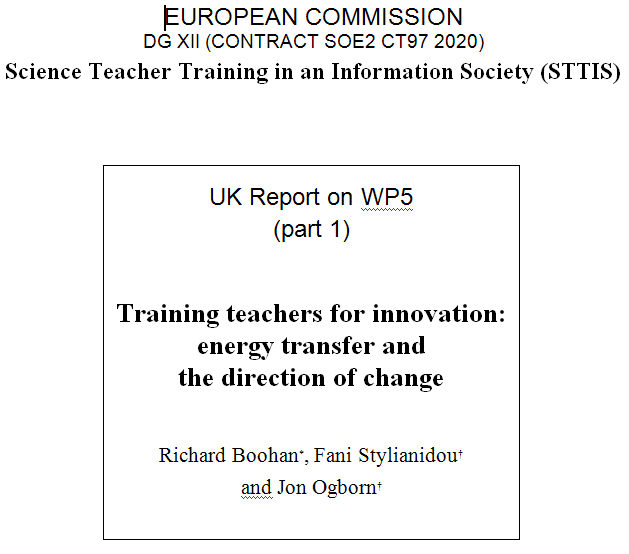 EUROPEAN COMMISSION
DG XII (CONTRACT SOE2 CT97 2020)
Science Teacher Training in an Information Society (STTIS)
UK Report on WP5
(part 1)
Training teachers for innovation:
energy transfer and
the direction of change
Richard Boohan*, Fani Stylianidou†
and Jon Ogborn†